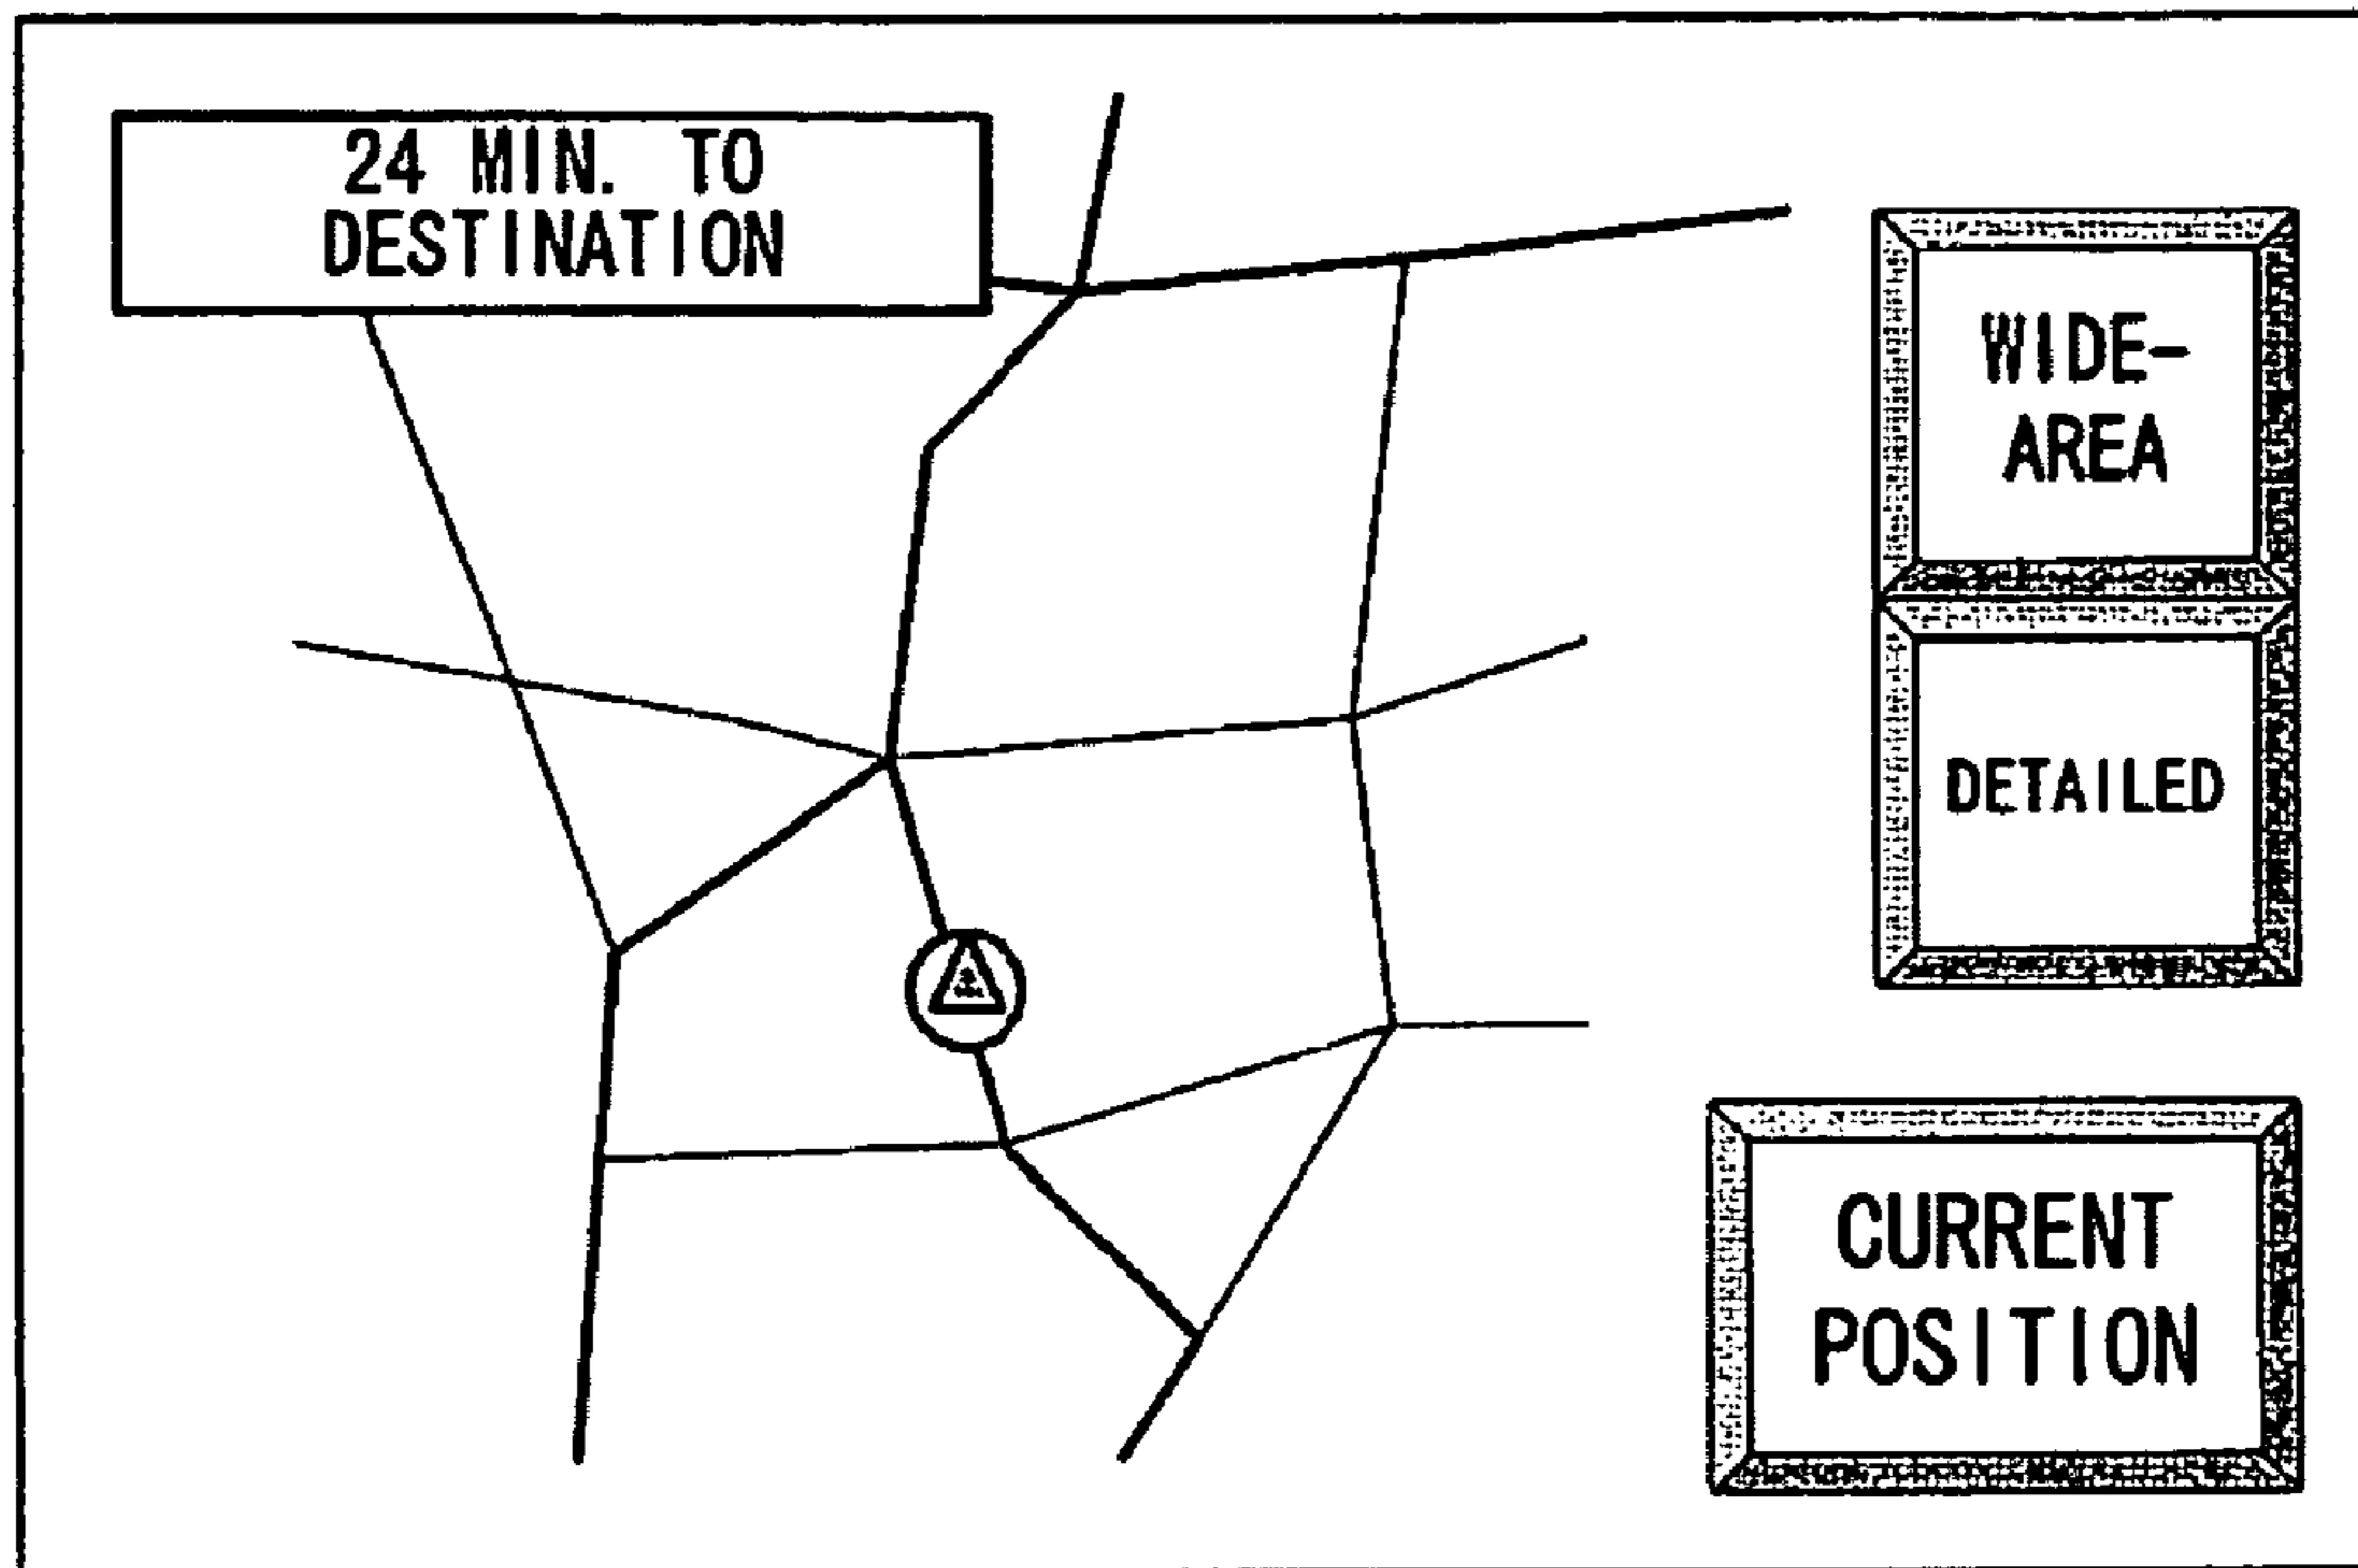 24 MIN. TO
DESTINATION
WIDE-
AREA
DETAILED
CURRENT
POSITION